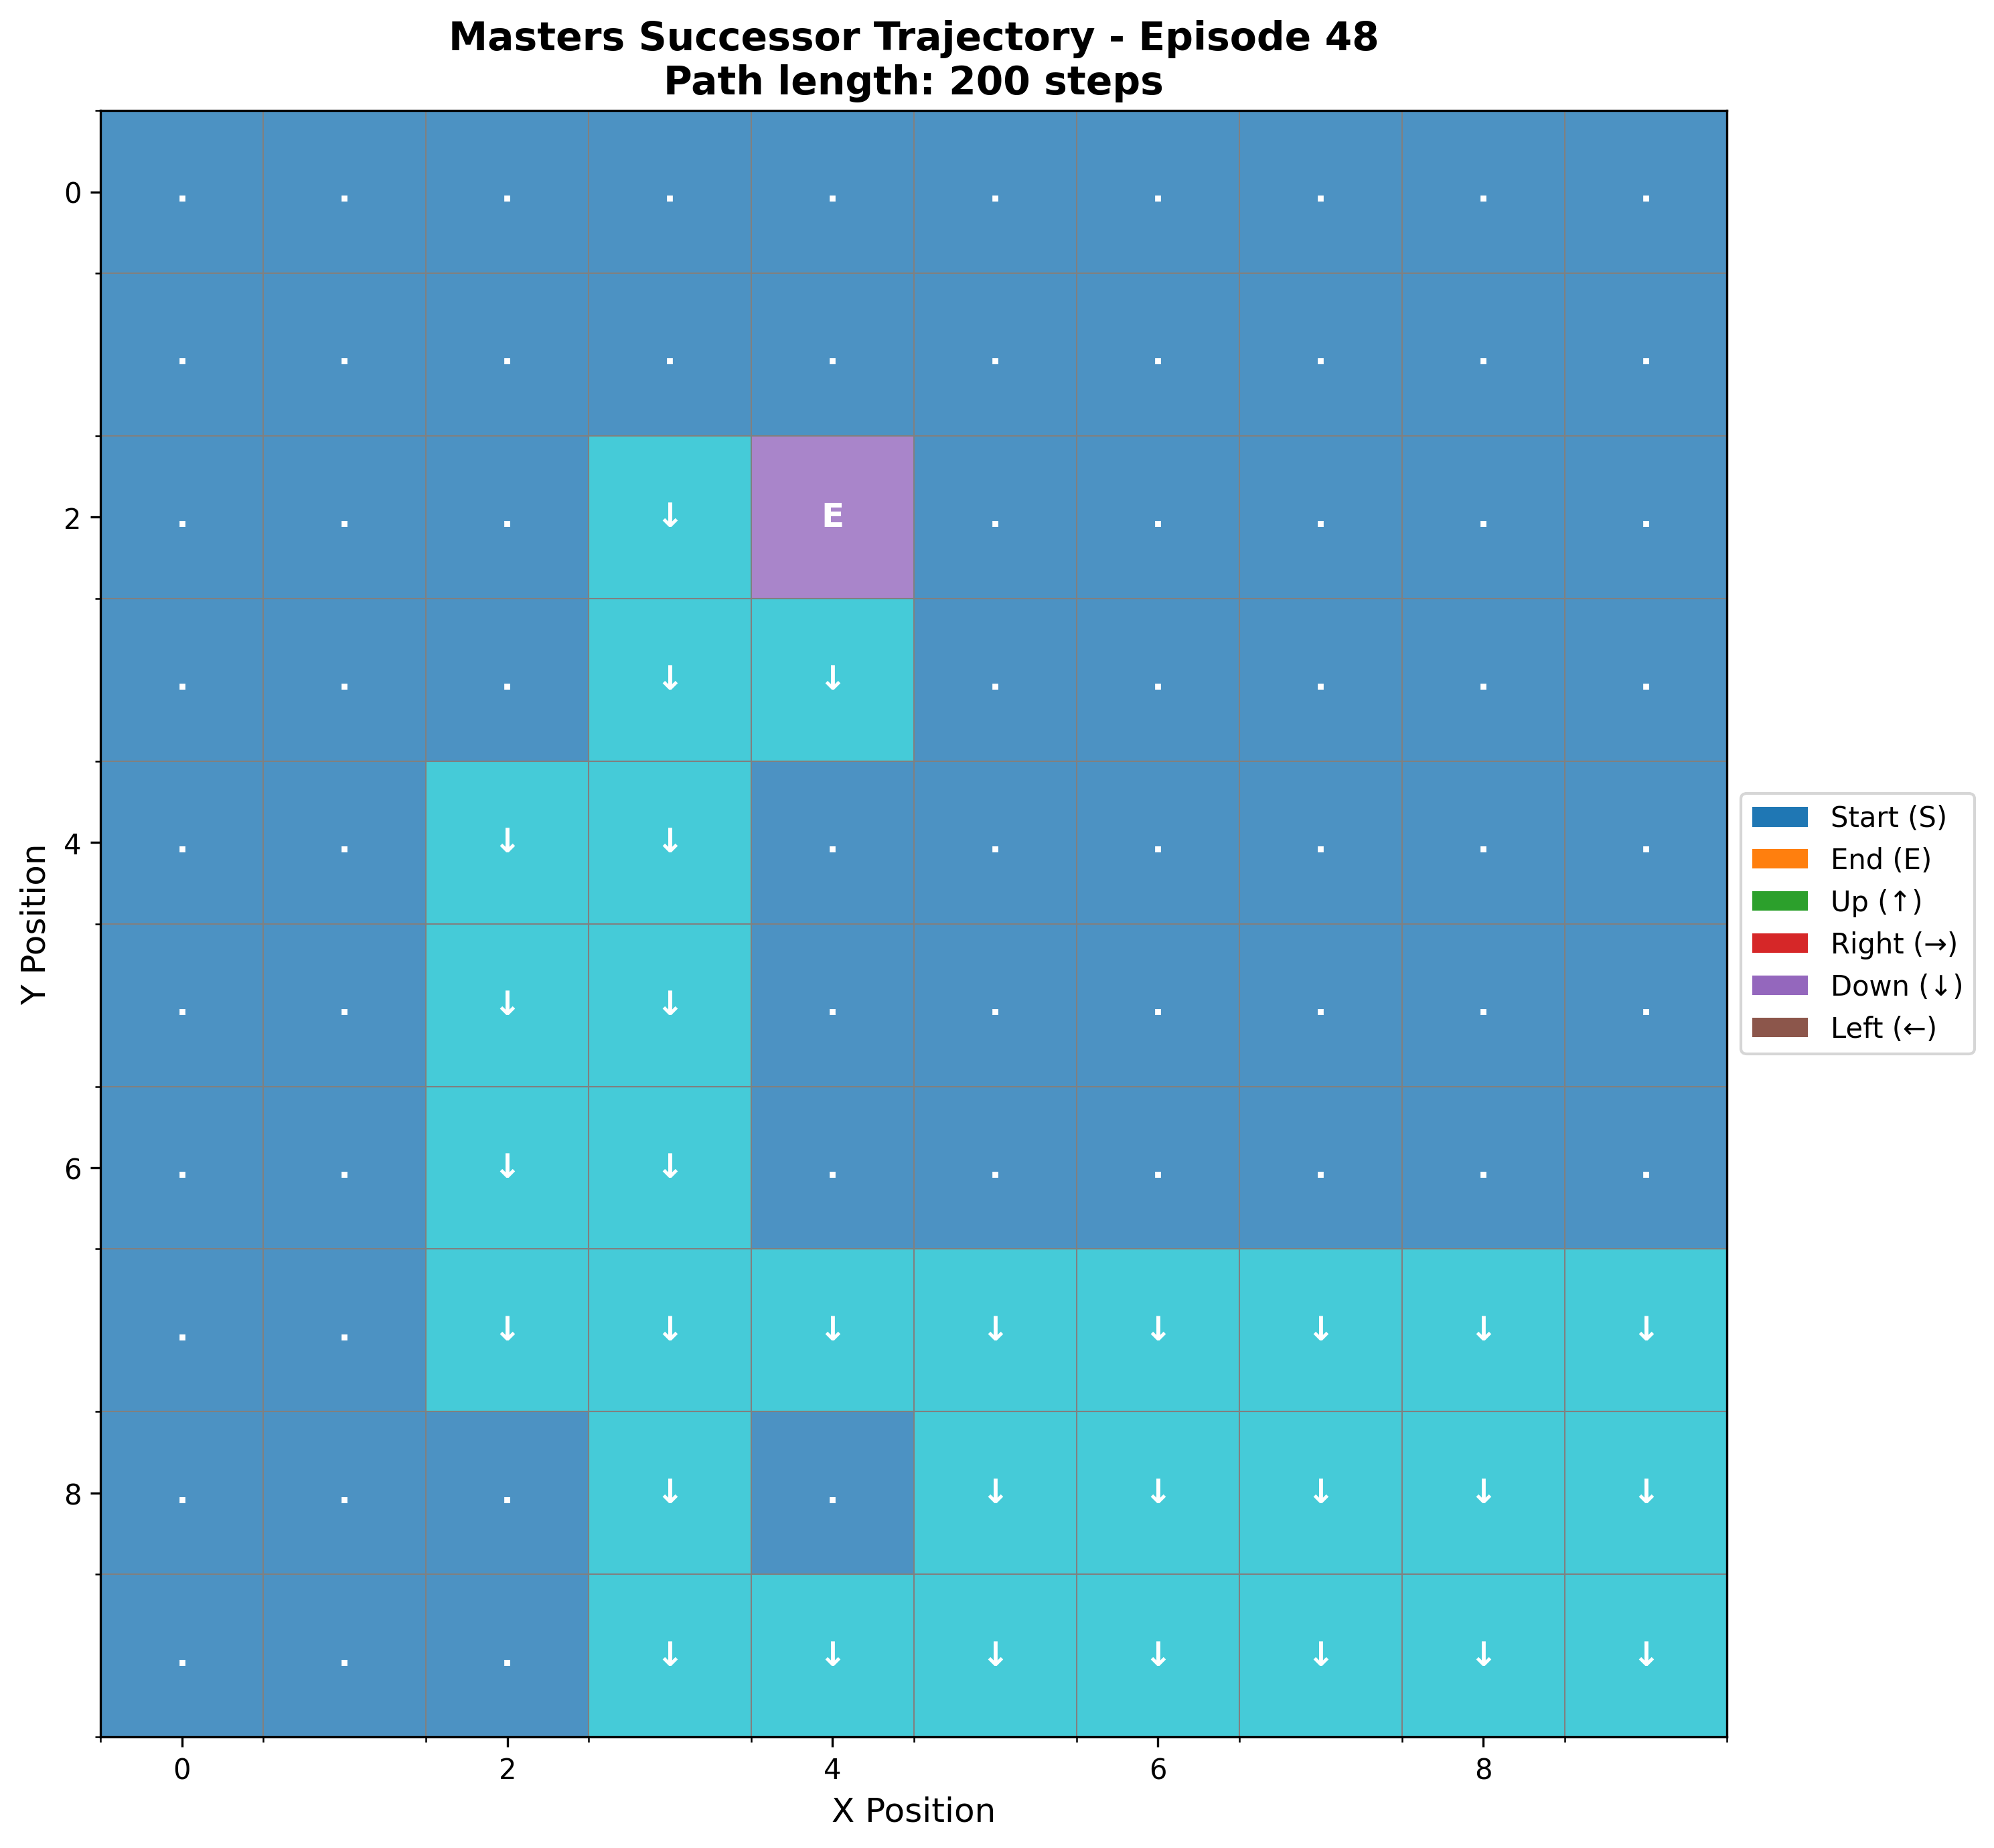 Masters Successor Trajectory - Episode 48
Path length: 200 steps
0 . . . . . . . . . .
. . . . . . . . . .
2 . . . ↓ E . . . . .
. . . ↓ ↓ . . . . .
4 . . ↓ ↓ . . . . . .
. . ↓ ↓ . . . . . .
6 . . ↓ ↓ . . . . . .
. . ↓ ↓ ↓ ↓ ↓ ↓ ↓ ↓
8 . . . ↓ . ↓ ↓ ↓ ↓ ↓
. . . ↓ ↓ ↓ ↓ ↓ ↓ ↓
0 2 4 6 8
X Position
Y Position
Start (S)
End (E)
Up (↑)
Right (→)
Down (↓)
Left (←)